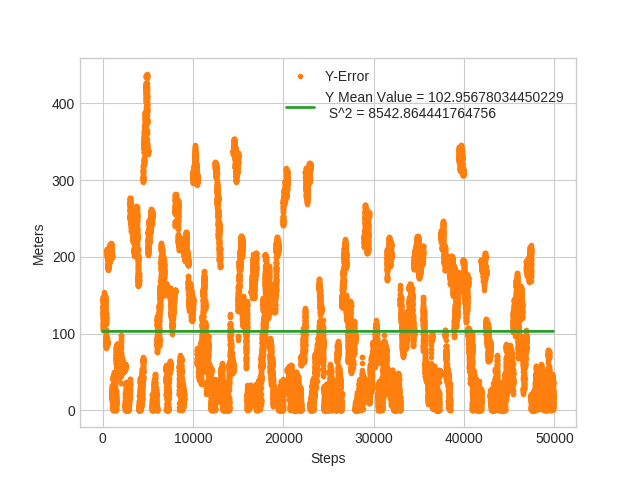 Y-Error
Y Mean Value = 102.95678034450229
S^2 = 8542.864441764756
400
300
200
100
0
Meters
0 10000 20000 30000 40000 50000
Steps